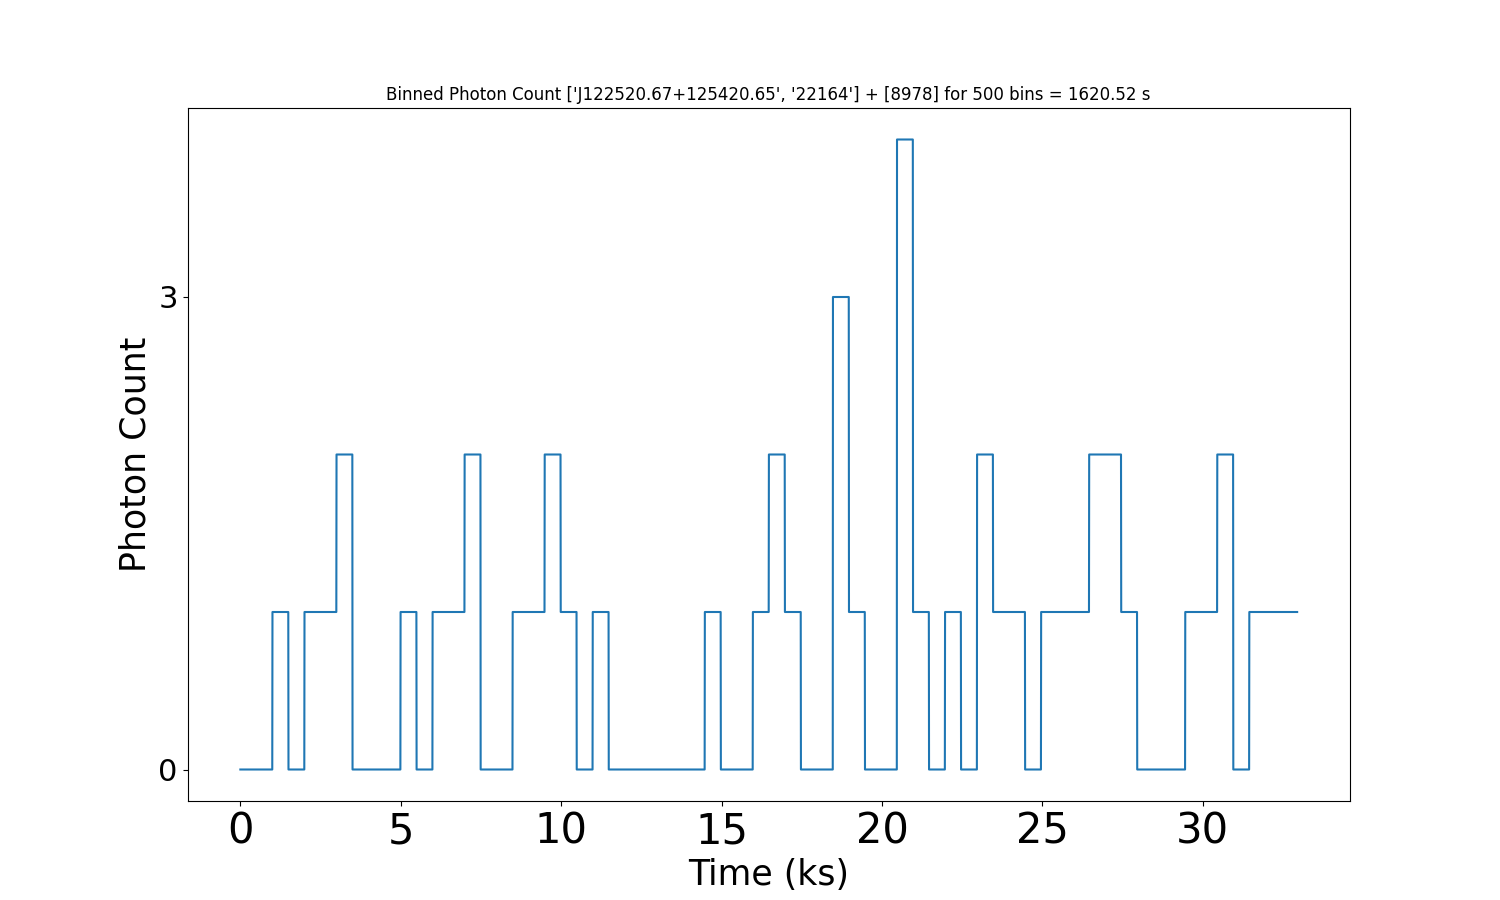 Binned Photon Count ['J122520.67+125420.65', '22164'] + [8978] for 500 bins = 1620.52 s
Photon Count
3
0
0 5 10 15 20 25 30
Time (ks)